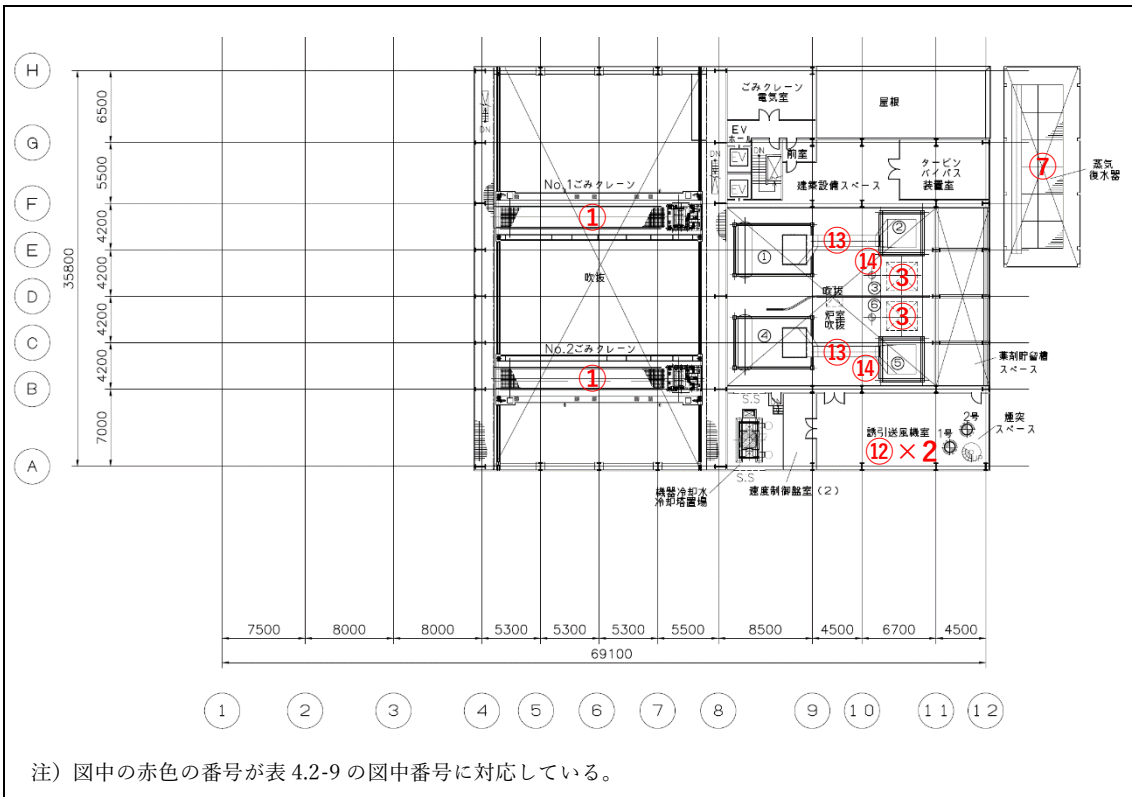 H
G
F
E
D
C
B
A
35800
6500
5500
4200
4200
4200
4200
7000
DN
No.1ごみクレーン
①
吹抜
No.2ごみクレーン
①
DN
ごみクレーン
電気室
屋根
EV
ホール
EV
EV
DN
前室
建築設備スペース
タービン
バイパス
装置室
⑦
蒸気
復水器
①
⑬
②
⑭
③
③
吹抜
⑥
炉室
吹抜
③
④
⑬
⑭
⑤
薬剤貯留槽
スペース
S.S
S.S
誘引送風機室
⑫×2
1号
2号
UP
煙突
スペース
機器冷却水
冷却塔置場
速度制御盤室(2)
7500
8000
8000
5300
5300
5300
5500
8500
4500
6700
4500
69100
1
2
3
4
5
6
7
8
9
10
11
12
注)図中の赤色の番号が表 4.2-9 の図中番号に対応している。